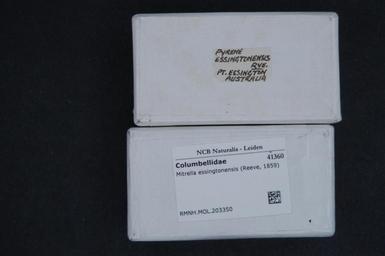 PYRENE
ESSINGTONENSIS
RVE.
PT. ESSINGTON
AUSTRALIA
NCB Naturalis - Leiden
Columbellidae 41360
Mitrella essingtonensis (Reeve, 1859)
RMNH.MOL.203350